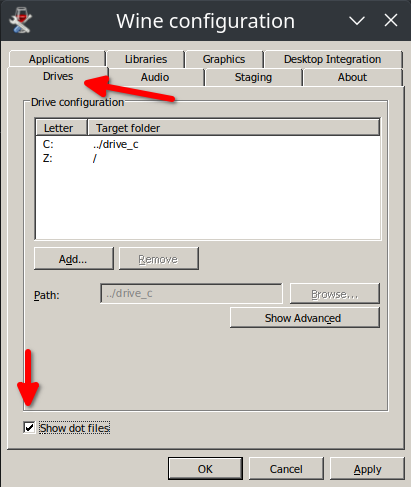 Wine configuration
Applications Libraries Graphics Desktop Integration
Drives Audio Staging About
Drive configuration
Letter Target folder
C: ../drive_c
Z: /
Add... Remove
Path: ../drive_c Browse...
Show Advanced
Show dot files
OK Cancel Apply